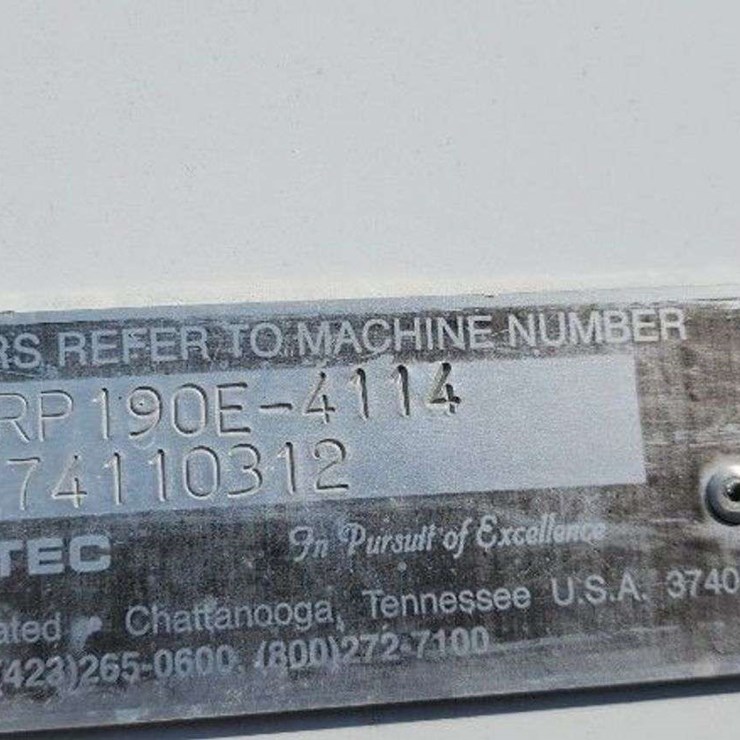 RS REFER TO MACHINE NUMBER
RP190E-4114
74110312
TEC In Pursuit of Excellence
ated • Chattanooga, Tennessee U.S.A. 3740
(423)265-0600, (800)272-7100